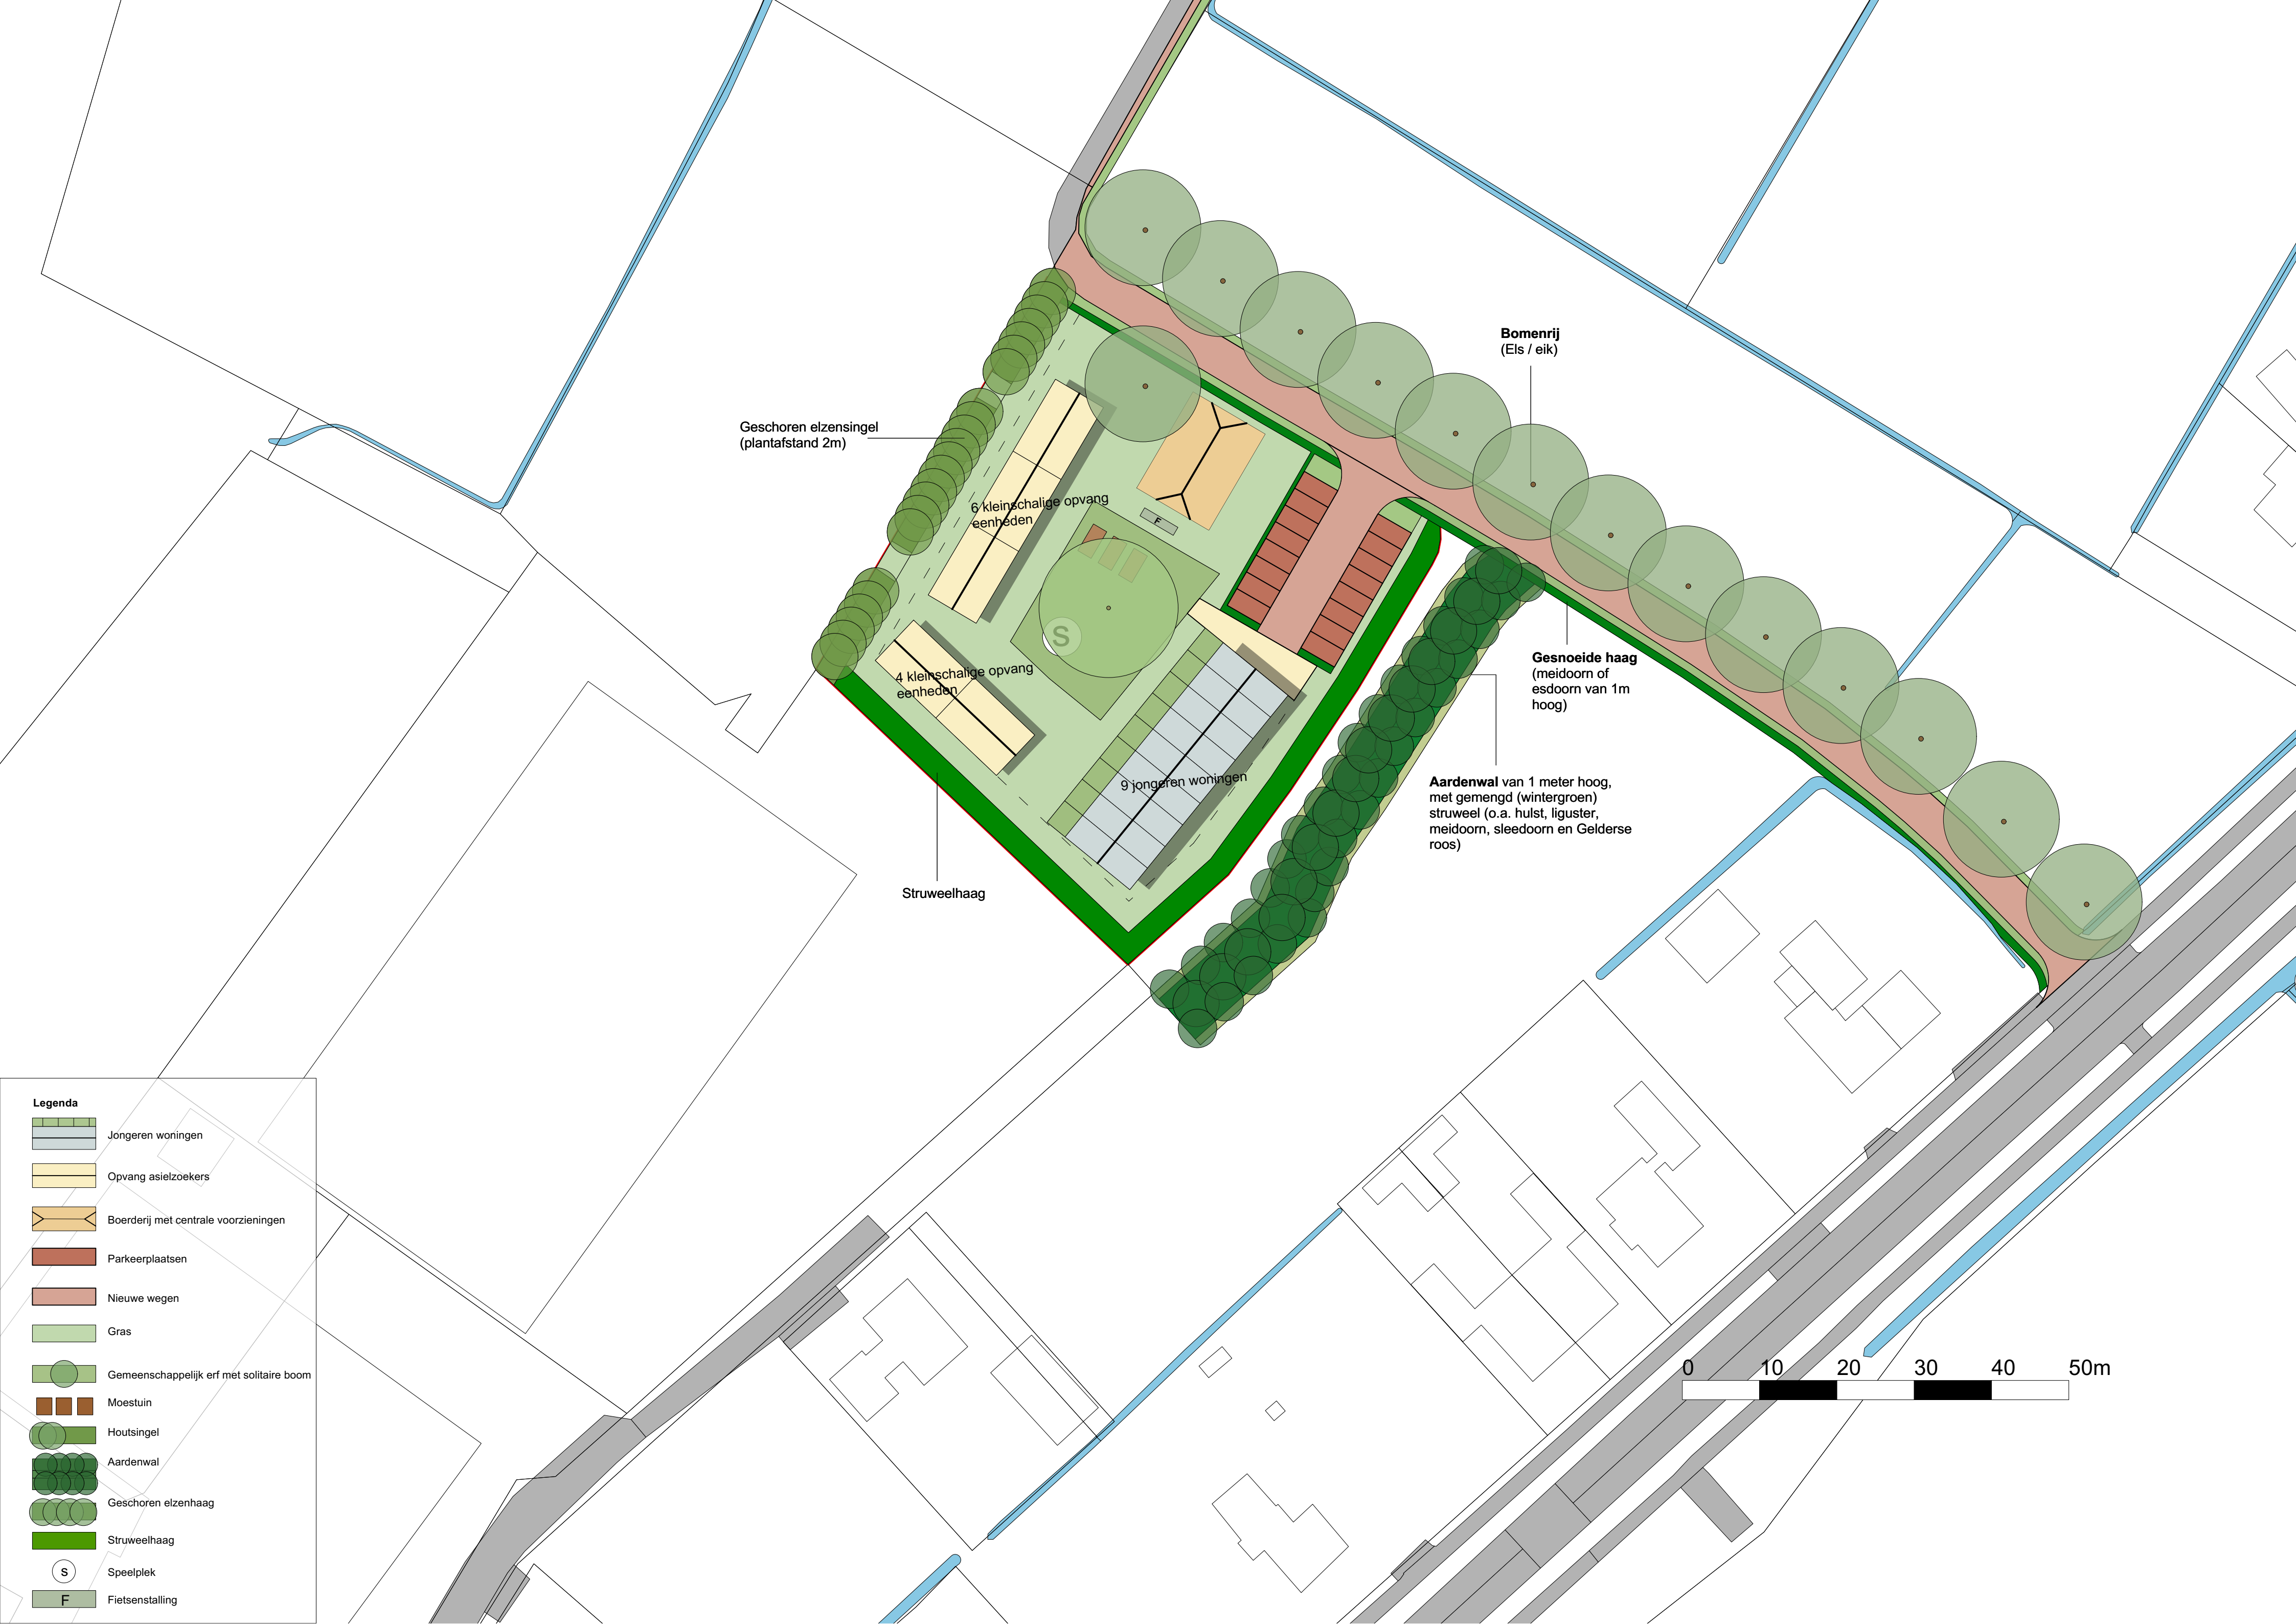 Bomenrij
(Els / eik)
Geschoren elzensingel
(plantafstand 2m)
6 kleinschalige opvang
eenheden
F
S
4 kleinschalige opvang
eenheden
Gesnoeide haag
(meidoorn of
esdoorn van 1m
hoog)
9 jongeren woningen
Aardenwal van 1 meter hoog,
met gemengd (wintergroen)
struweel (o.a. hulst, liguster,
meidoorn, sleedoorn en Gelderse
roos)
Struweelhaag
Legenda
Jongeren woningen
Opvang asielzoekers
Boerderij met centrale voorzieningen
Parkeerplaatsen
Nieuwe wegen
Gras
Gemeenschappelijk erf met solitaire boom
Moestuin
Houtsingel
Aardenwal
Geschoren elzenhaag
Struweelhaag
S Speelplek
F Fietsenstalling
0 10 20 30 40 50m